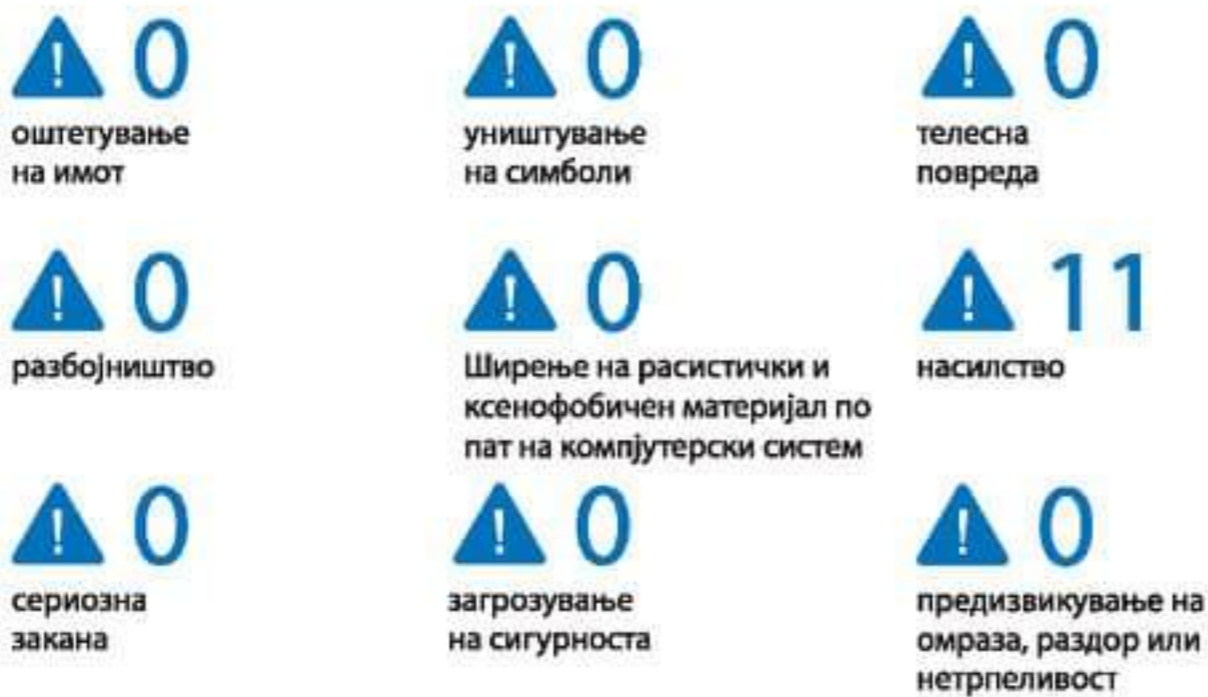 0
оштетување
на имот
0
уништување
на симболи
0
телесна
повреда
0
разбојништво
0
Ширење на расистички и
ксенофобичен материјал по
пат на компјутерски систем
11
насилство
0
сериозна
закана
0
загрозување
на сигурноста
0
предизвикување на
омраза, раздор или
нетрпеливост